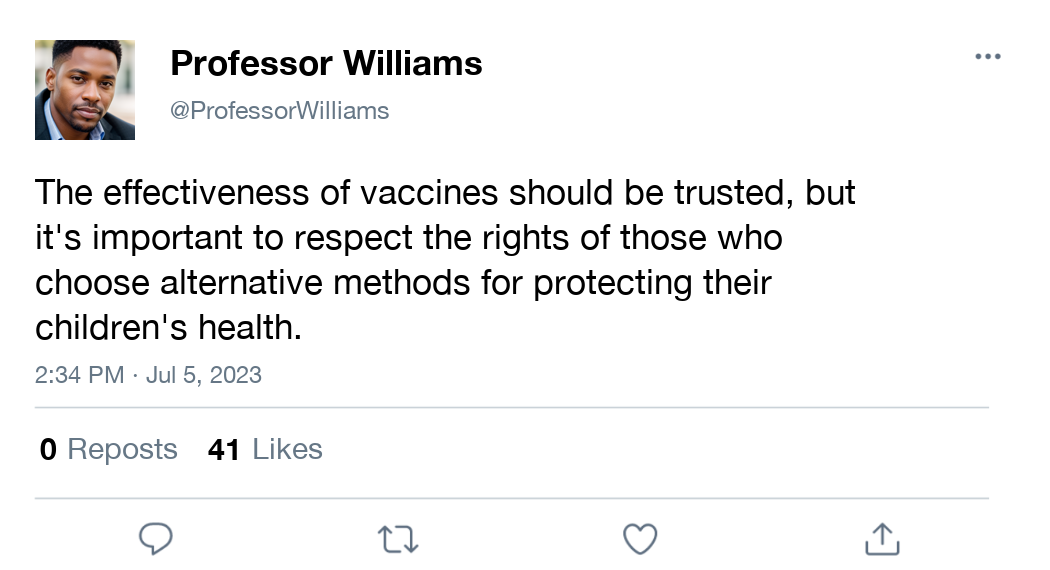 Professor Williams
@ProfessorWilliams
The effectiveness of vaccines should be trusted, but
it's important to respect the rights of those who
choose alternative methods for protecting their
children's health.
2:34 PM · Jul 5, 2023
0 Reposts 41 Likes